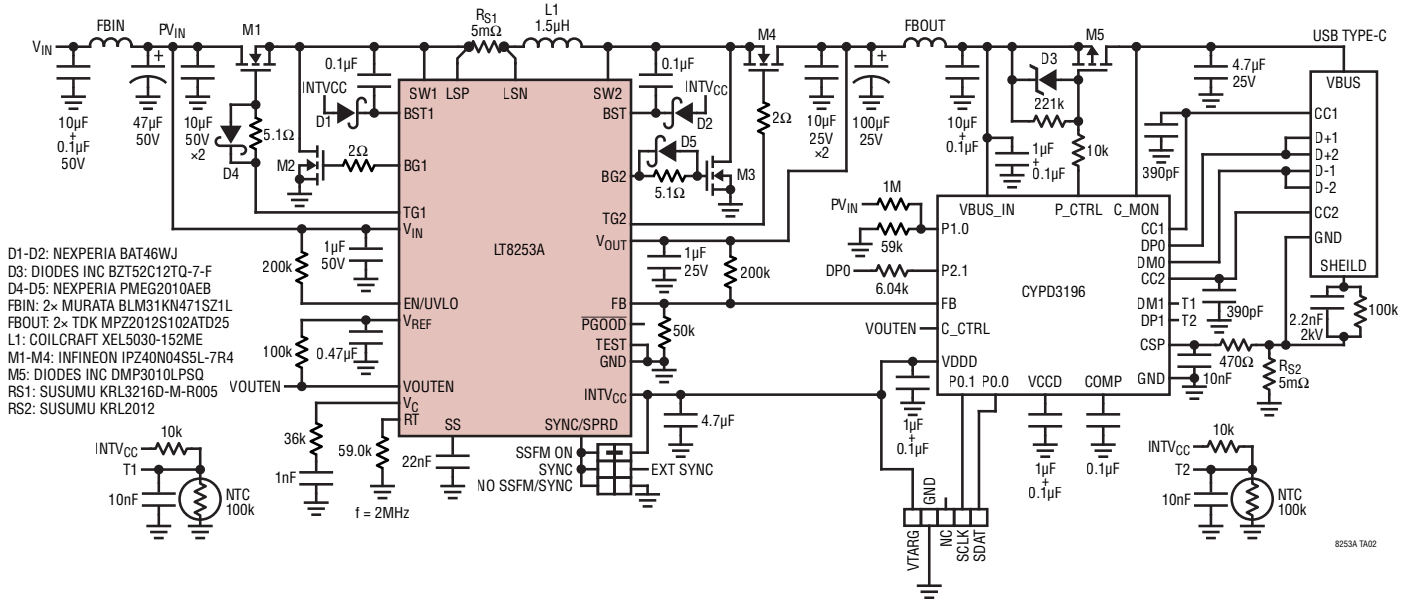 FBIN
PVIN
M1
RS1
5mΩ
L1
1.5µH
M4
FBOUT
M5
USB TYPE-C
VIN
10µF
+
0.1µF
50V
+
47µF
50V
10µF
50V
×2
D4
5.1Ω
0.1µF
INTVCC
D1
M2
2Ω
SW1
LSP
LSN
SW2
BST1
BST
BG1
BG2
TG1
TG2
VIN
VOUT
LT8253A
EN/UVLO
FB
VREF
PGOOD
TEST
GND
VOUTEN
INTVCC
VC
RT
SS
SYNC/SPRD
0.1µF
INTVCC
D2
D5
5.1Ω
M3
2Ω
10µF
25V
×2
+
100µF
25V
10µF
+
0.1µF
D3
221k
10k
1µF
+
0.1µF
4.7µF
25V
390pF
VBUS
CC1
D+1
D+2
D-1
D-2
CC2
GND
SHEILD
1M
PVIN
59k
DP0
6.04k
VOUTEN
VBUS_IN
P_CTRL
C_MON
P1.0
P2.1
FB
C_CTRL
VDDD
P0.1
P0.0
VCCD
COMP
CYPD3196
CC1
DP0
DM0
CC2
DM1
T1
DP1
T2
CSP
GND
390pF
2.2nF
2kV
100k
470Ω
10nF
RS2
5mΩ
1µF
50V
200k
1µF
25V
200k
50k
100k
0.47µF
VOUTEN
36k
1nF
59.0k
f = 2MHz
22nF
4.7µF
SSFM ON
SYNC
EXT SYNC
NO SSFM/SYNC
1µF
+
0.1µF
1µF
+
0.1µF
0.1µF
VTARG
GND
NC
SCLK
SDAT
D1-D2: NEXPERIA BAT46WJ
D3: DIODES INC BZT52C12TQ-7-F
D4-D5: NEXPERIA PMEG2010AEB
FBIN: 2× MURATA BLM31KN471SZ1L
FBOUT: 2× TDK MPZ2012S102ATD25
L1: COILCRAFT XEL5030-152ME
M1-M4: INFINEON IPZ40N04S5L-7R4
M5: DIODES INC DMP3010LPSQ
RS1: SUSUMU KRL3216D-M-R005
RS2: SUSUMU KRL2012
10k
INTVCC
T1
10nF
NTC
100k
10k
INTVCC
T2
10nF
NTC
100k
8253A TA02